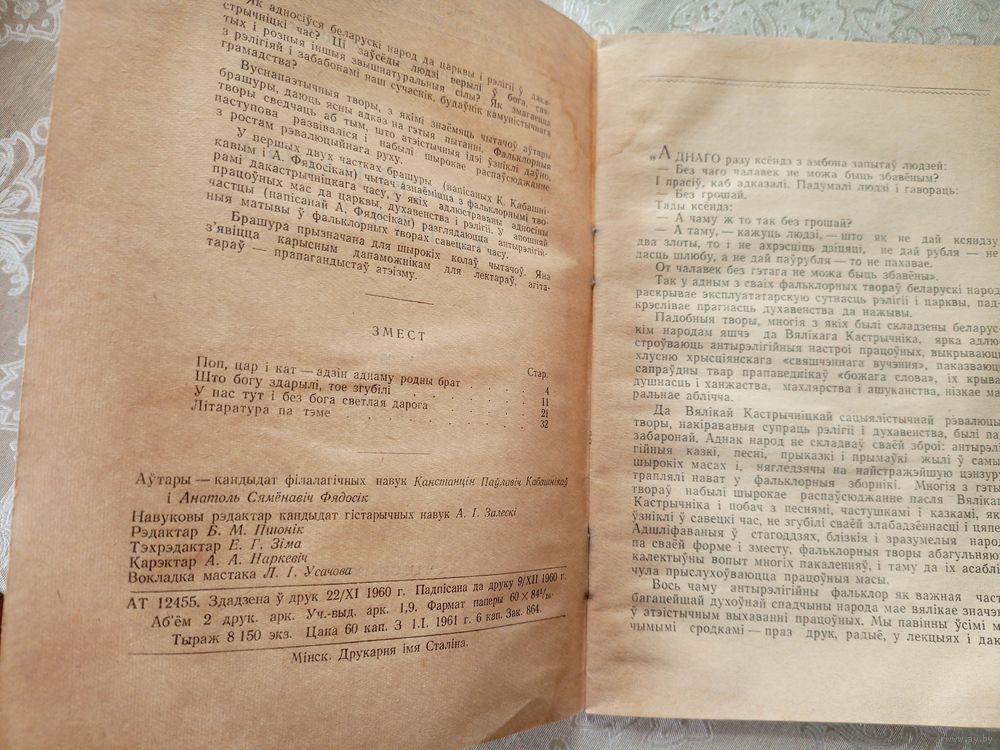 Як адносіўся беларускі народ да царквы і рэлігіі ў дака-
стрычніцкі час? Ці заўсёды людзі верылі ў бога, свя-
тых і розныя іншыя звышнатуральныя сілы? Як змагаецца
з рэлігіяй і забабонамі наш сучаснік, будаўнік камуністычнага
грамадства?
Вуснапаэтычныя творы, з якімі знаёмяць чытачоў аўтары
брашуры, даюць ясны адказ на гэтыя пытанні. Фальклорныя
творы сведчаць аб тым, што атэістычныя ідэі ўзніклі даўно,
паступова развіваліся і набылі шырокае распаўсюджанне
з ростам рэвалюцыйнага руху.
У першых двух частках брашуры (напісаных К. Кабашні-
кавым і А. Фядосікам) чытач азнаёміцца з фальклорнымі тво-
рамі дакастрычніцкага часу, у якіх адлюстраваны адносіны
працоўных мас да царквы, духавенства і рэлігіі. У апошняй
частцы (напісанай А. Фядосікам) разглядаюцца антырэлігій-
ныя матывы ў фальклорных творах савецкага часу.
Брашура прызначана для шырокіх колаў чытачоў. Яна
з'явіцца карысным дапаможнікам для лектараў, агіта-
тараў — прапагандыстаў атэізму.
ЗМЕСТ
Стар.
Поп, цар і кат — адзін аднаму родны брат . . . . 4
Што богу здарылі, тое згубілі . . . . 11
У нас тут і без бога светлая дарога . . . . 21
Літаратура па тэме . . . . 32
Аўтары — кандыдат філалагічных навук Канстанцін Паўлавіч Кабашнікаў
і Анатоль Сямёнавіч Фядосік
Навуковы рэдактар кандыдат гістарычных навук А. І. Залескі
Рэдактар Б. М. Пшонік
Тэхрэдактар Е. Г. Зіма
Карэктар А. А. Наркевіч
Вокладка мастака Л. Г. Усачова
АТ 12455. Здадзена ў друк 22/XI 1960 г. Падпісана да друку 9/XII 1960 г.
Аб'ём 2 друк. арк. Уч.-выд. арк. 1,9. Фармат паперы 60 × 84 1/16.
Тыраж 8 150 экз. Цана 60 кап. З 1.I. 1961 г. 6 кап. Зак. 864.
Мінск. Друкарня імя Сталіна.
„АДНАГО разу ксёндз з амбона запытаў людзей:
— Без чаго чалавек не можа быць збавёным?
І прасіў, каб адказалі. Падумалі людзі і гавораць:
— Без грошай.
Тады ксёндз:
— А чаму ж то так без грошай?
— А таму, — кажуць людзі, — што як не дай ксяндзу
два злоты, то і не ахрэсціць дзіцяці, не дай рубля — не
дасць шлюбу, а не дай паўрубля — то не пахавае.
От чалавек без гэтага не можа быць збавёны".
Так у адным з сваіх фальклорных твораў беларускі народ
раскрывае эксплуататарскую сутнасць рэлігіі і царквы, пад-
крэслівае прагнасць духавенства да нажывы.
Падобныя творы, многія з якіх былі складзены беларус-
кім народам яшчэ да Вялікага Кастрычніка, ярка адлю-
строўваюць антырэлігійныя настроі працоўных, выкрываюць
хлусню хрысціянскага «свяшчэннага вучэння», паказваюць
сапраўдны твар прапаведнікаў «божага слова», іх крыва-
душнасць і ханжаства, махлярства і ашуканства, нізкае ма-
ральнае аблічча.
Да Вялікай Кастрычніцкай сацыялістычнай рэвалюцы
творы, накіраваныя супраць рэлігіі і духавенства, былі па
забаронай. Аднак народ не складваў сваёй зброі: антырэлі-
гійныя казкі, песні, прыказкі і прымаўкі жылі ў самы
шырокіх масах і, нягледзячы на найстражэйшую цэнзур
траплялі нават у фальклорныя зборнікі. Многія з гэты
твораў набылі шырокае распаўсюджанне пасля Вялікаг
Кастрычніка і побач з песнямі, частушкамі і казкамі, як
ўзніклі ў савецкі час, не згубілі сваёй злабадзённасці і цяпе
Адшліфаваныя ў стагоддзях, блізкія і зразумелыя народ
па сваёй форме і зместу, фальклорныя творы абагульняю
калектыўны вопыт многіх пакаленняў, і таму да іх асаблі
чула прыслухоўваюцца працоўныя масы.
Вось чаму антырэлігійны фальклор як важная част
багацейшай духоўнай спадчыны народа мае вялікае значэн
ў атэістычным выхаванні працоўных. Мы павінны ўсімі м
чымымі сродкамі — праз друк, радыё, у лекцыях і дак
www.ay.by